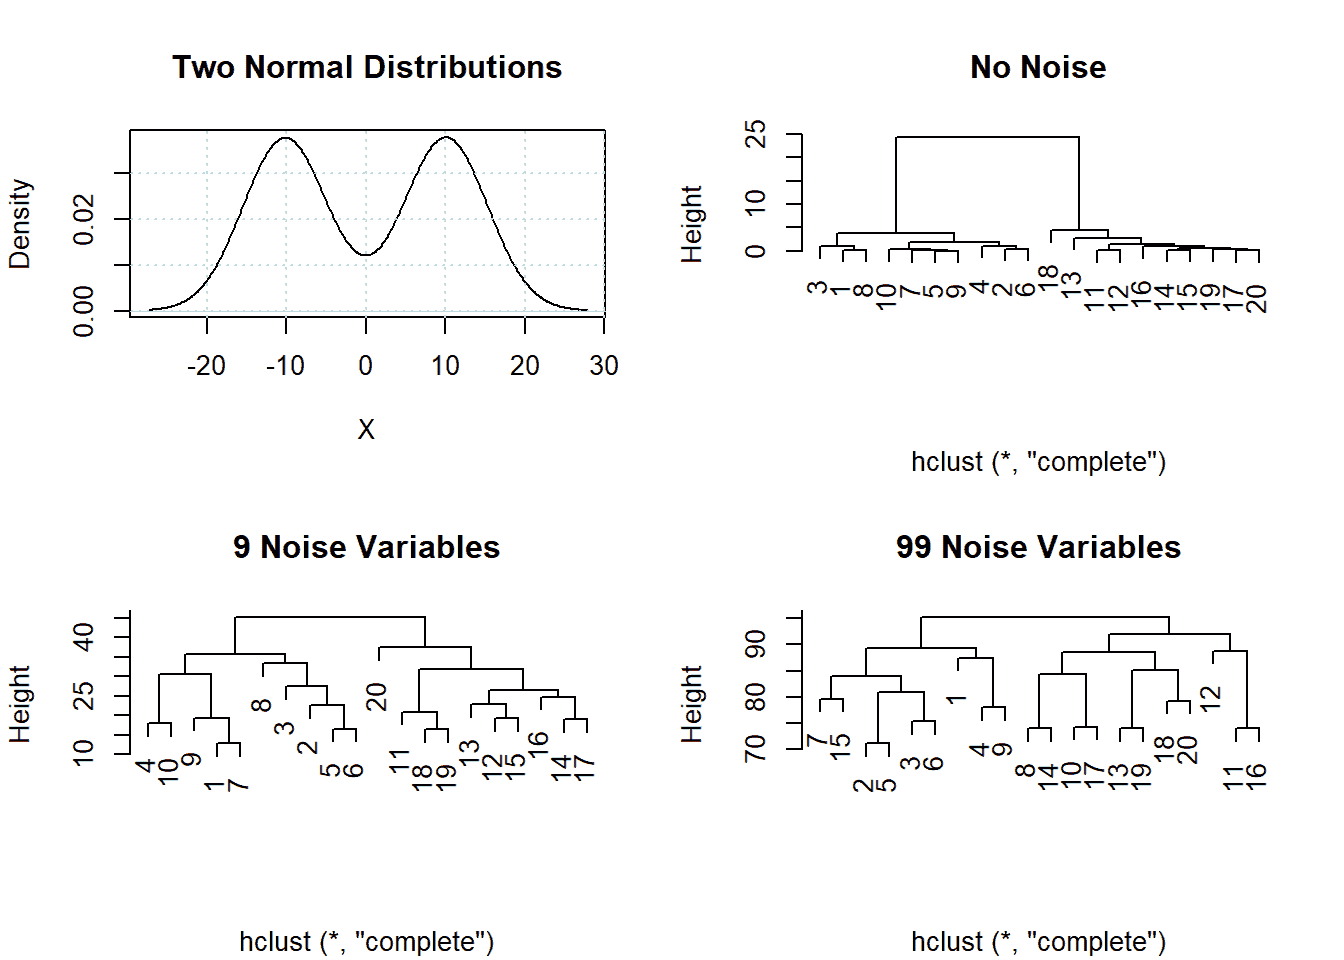 Two Normal Distributions
Density
0.00 0.02
-20 -10 0 10 20 30
X
No Noise
Height
0 10 25
3 1 8 10 7 5 9 4 2 6 18 13 11 12 16 14 15 19 17 20
hclust (*, "complete")
9 Noise Variables
Height
10 25 40
4 10 9 1 7 8 3 2 5 6 20 11 18 19 13 12 15 16 14 17
hclust (*, "complete")
99 Noise Variables
Height
70 80 90
7 15 2 5 3 6 1 4 9 8 14 10 17 13 19 18 20 12 11 16
hclust (*, "complete")